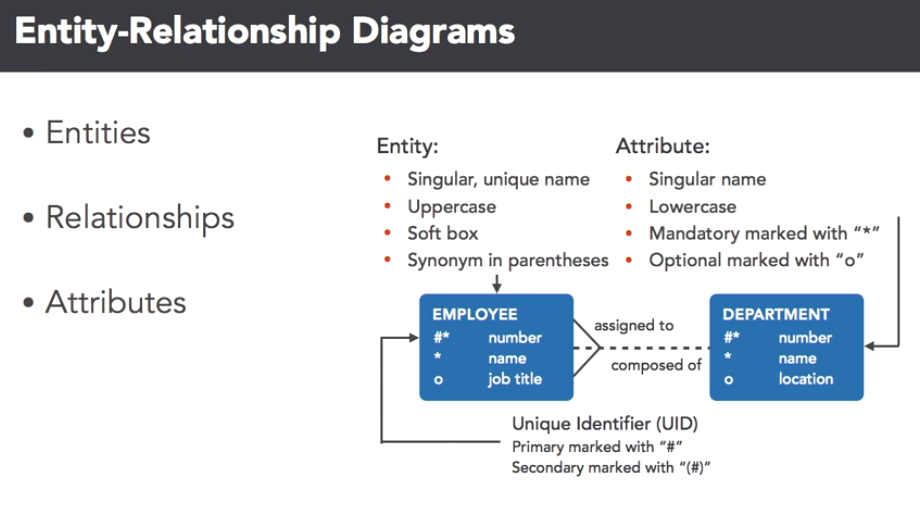 Entity-Relationship Diagrams
• Entities
• Relationships
• Attributes
Entity:
• Singular, unique name
• Uppercase
• Soft box
• Synonym in parentheses
Attribute:
• Singular name
• Lowercase
• Mandatory marked with “*”
• Optional marked with “o”
EMPLOYEE
#* number
* name
o job title
assigned to
composed of
DEPARTMENT
#* number
* name
o location
Unique Identifier (UID)
Primary marked with “#”
Secondary marked with “(#)”